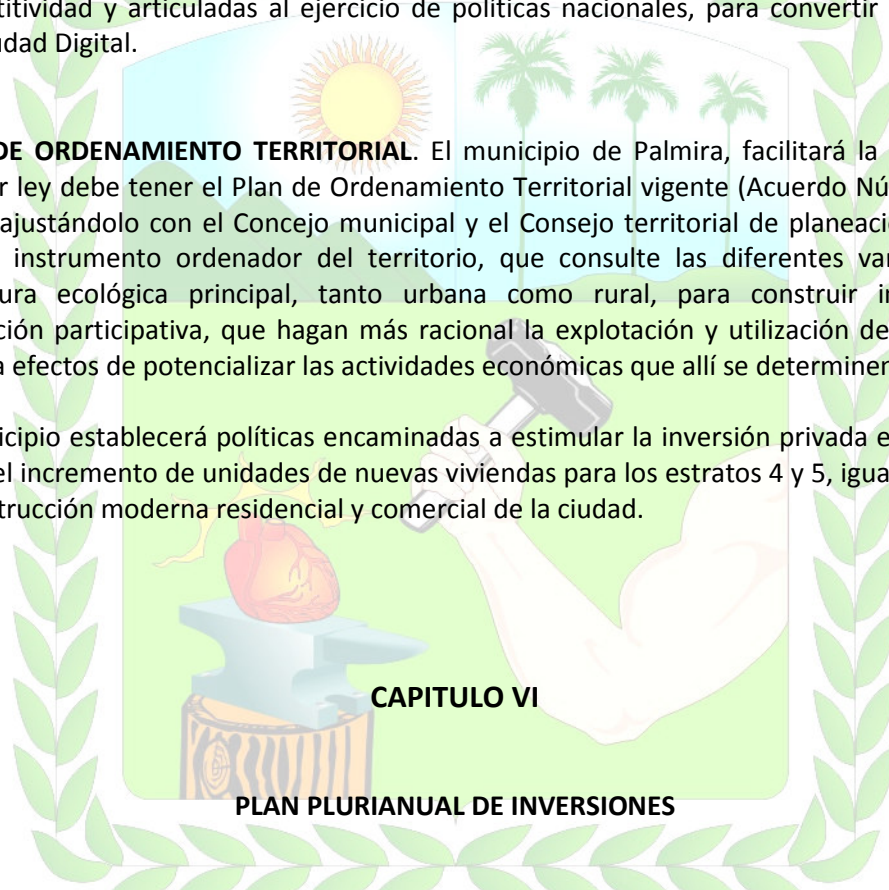 titividad y articuladas al ejercicio de políticas nacionales, para convertir
udad Digital.
DE ORDENAMIENTO TERRITORIAL. El municipio de Palmira, facilitará la
r ley debe tener el Plan de Ordenamiento Territorial vigente (Acuerdo Nú
ajustándolo con el Concejo municipal y el Consejo territorial de planeació
instrumento ordenador del territorio, que consulte las diferentes var
ura ecológica principal, tanto urbana como rural, para construir in
ción participativa, que hagan más racional la explotación y utilización de
a efectos de potencializar las actividades económicas que allí se determinen
icipio establecerá políticas encaminadas a estimular la inversión privada e
el incremento de unidades de nuevas viviendas para los estratos 4 y 5, igua
strucción moderna residencial y comercial de la ciudad.
CAPITULO VI
PLAN PLURIANUAL DE INVERSIONES